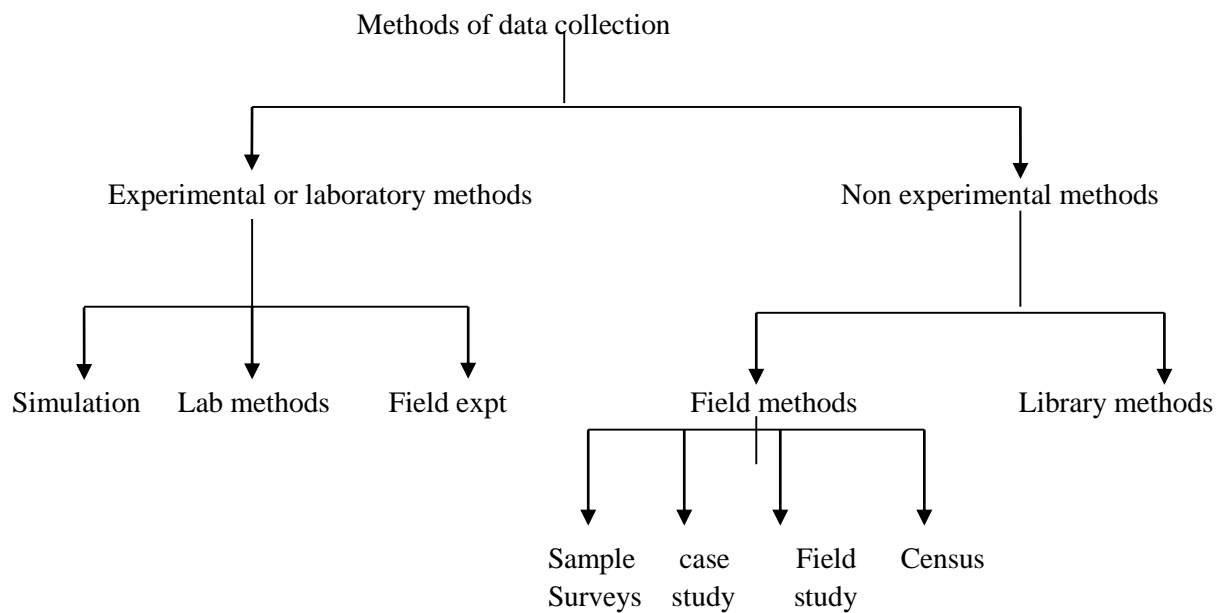 Methods of data collection
Experimental or laboratory methods
Non experimental methods
Simulation
Lab methods
Field expt
Field methods
Library methods
Sample
Surveys
case
study
Field
study
Census